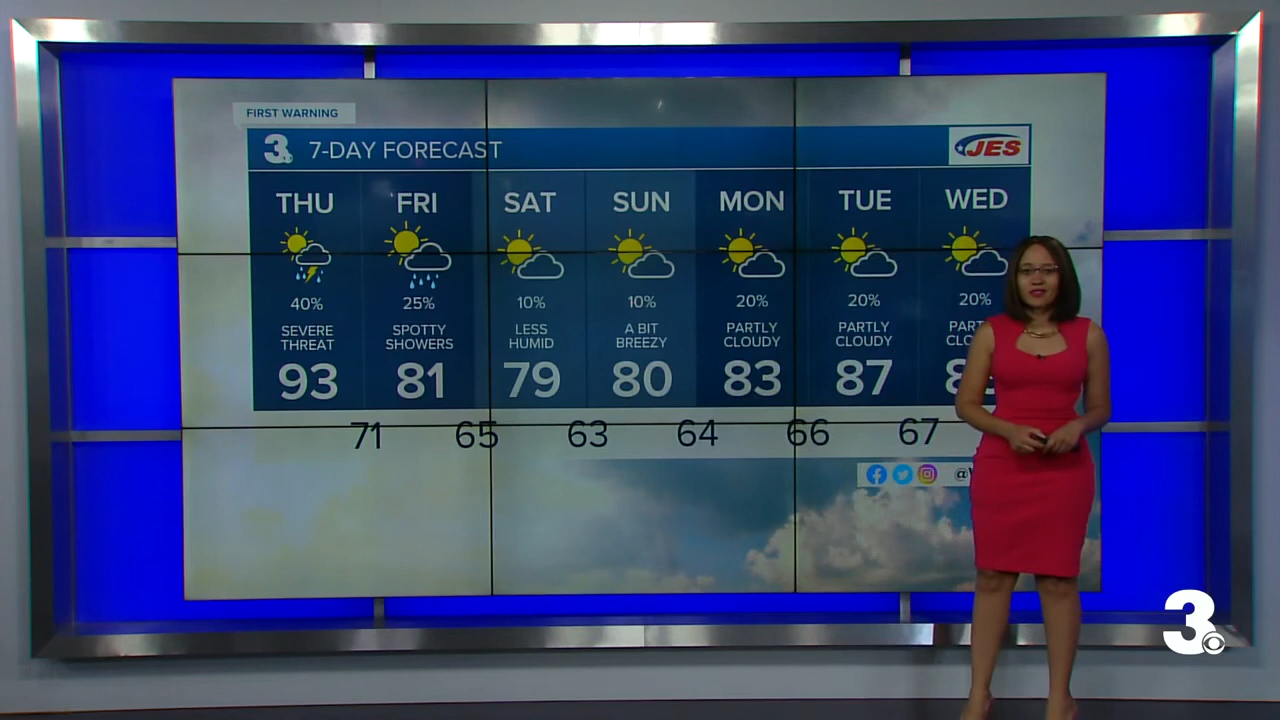 FIRST WARNING
3 7-DAY FORECAST
JES
THU FRI SAT SUN MON TUE WED
40% 25% 10% 10% 20% 20% 20%
SEVERE THREAT
SPOTTY SHOWERS
LESS HUMID
A BIT BREEZY
PARTLY CLOUDY
PARTLY CLOUDY
93 81 79 80 83 87
71 65 63 64 66 67
3